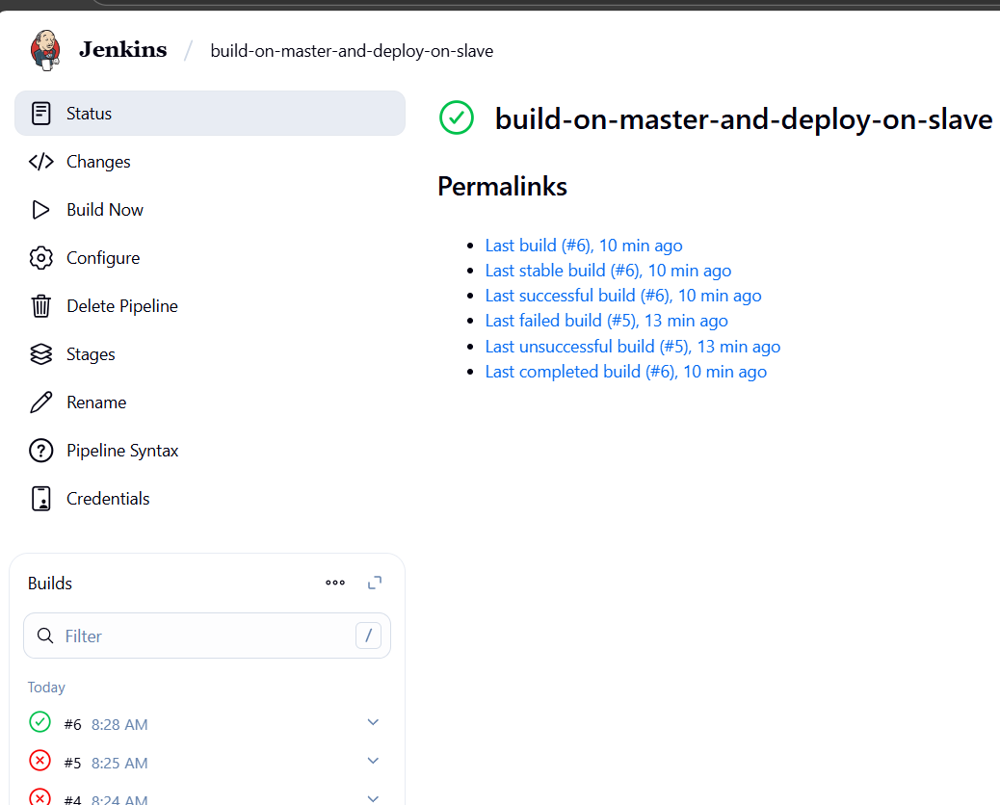 Jenkins / build-on-master-and-deploy-on-slave
Status
Changes
Build Now
Configure
Delete Pipeline
Stages
Rename
Pipeline Syntax
Credentials
Builds
Filter /
Today
#6 8:28 AM
#5 8:25 AM
#4 8:24 AM
build-on-master-and-deploy-on-slave
Permalinks
Last build (#6), 10 min ago
Last stable build (#6), 10 min ago
Last successful build (#6), 10 min ago
Last failed build (#5), 13 min ago
Last unsuccessful build (#5), 13 min ago
Last completed build (#6), 10 min ago